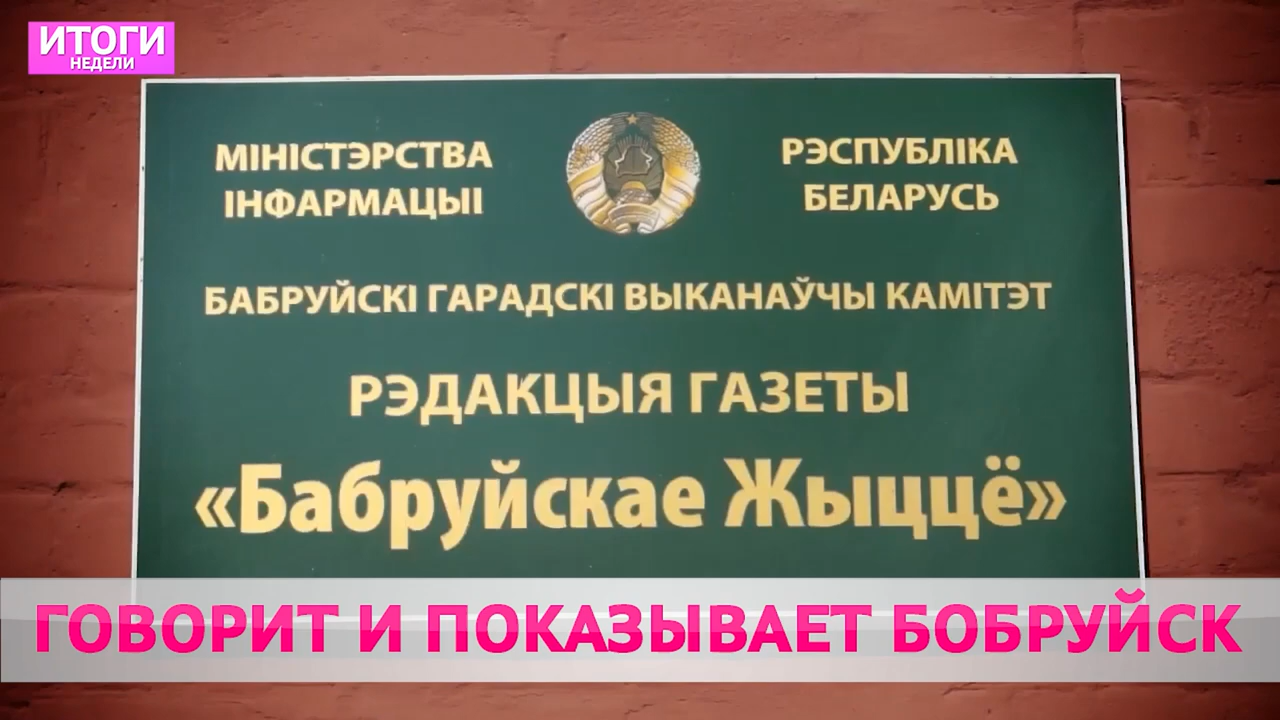 ИТОГИ
НЕДЕЛИ
МІНІСТЭРСТВА
ІНФАРМАЦЫІ
РЭСПУБЛІКА
БЕЛАРУСЬ
БАБРУЙСКІ ГАРАДСКІ ВЫКАНАЎЧЫ КАМІТЭТ
РЭДАКЦЫЯ ГАЗЕТЫ
«Бабруйскае Жыццё»
ГОВОРИТ И ПОКАЗЫВАЕТ БОБРУЙСК